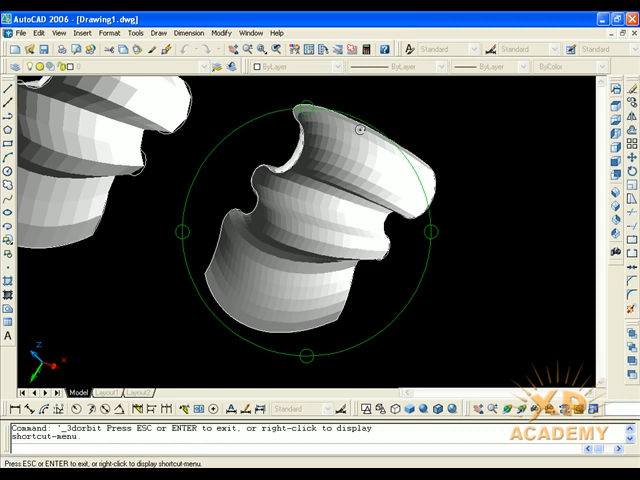 AutoCAD 2006 - [Drawing1.dwg]
File Edit View Insert Format Tools Draw Dimension Modify Window Help
Standard Standard Standard
0 ByLayer ByLayer ByLayer ByColor
X
Model Layout1 Layout2
Standard
Command: '_3dorbit Press ESC or ENTER to exit, or right-click to display
shortcut-menu.
XD
ACADEMY
Press ESC or ENTER to exit, or right-click to display shortcut-menu.